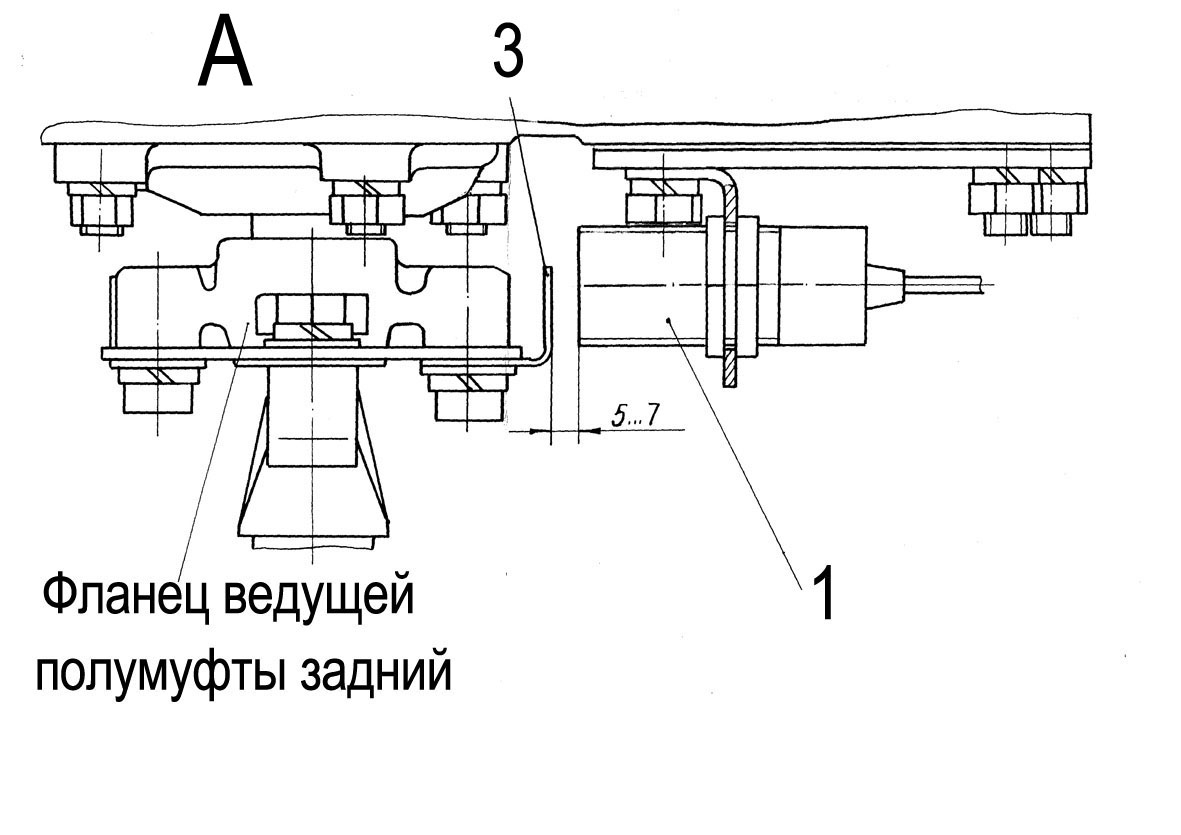 А
3
5...7
1
Фланец ведущей
полумуфты задний